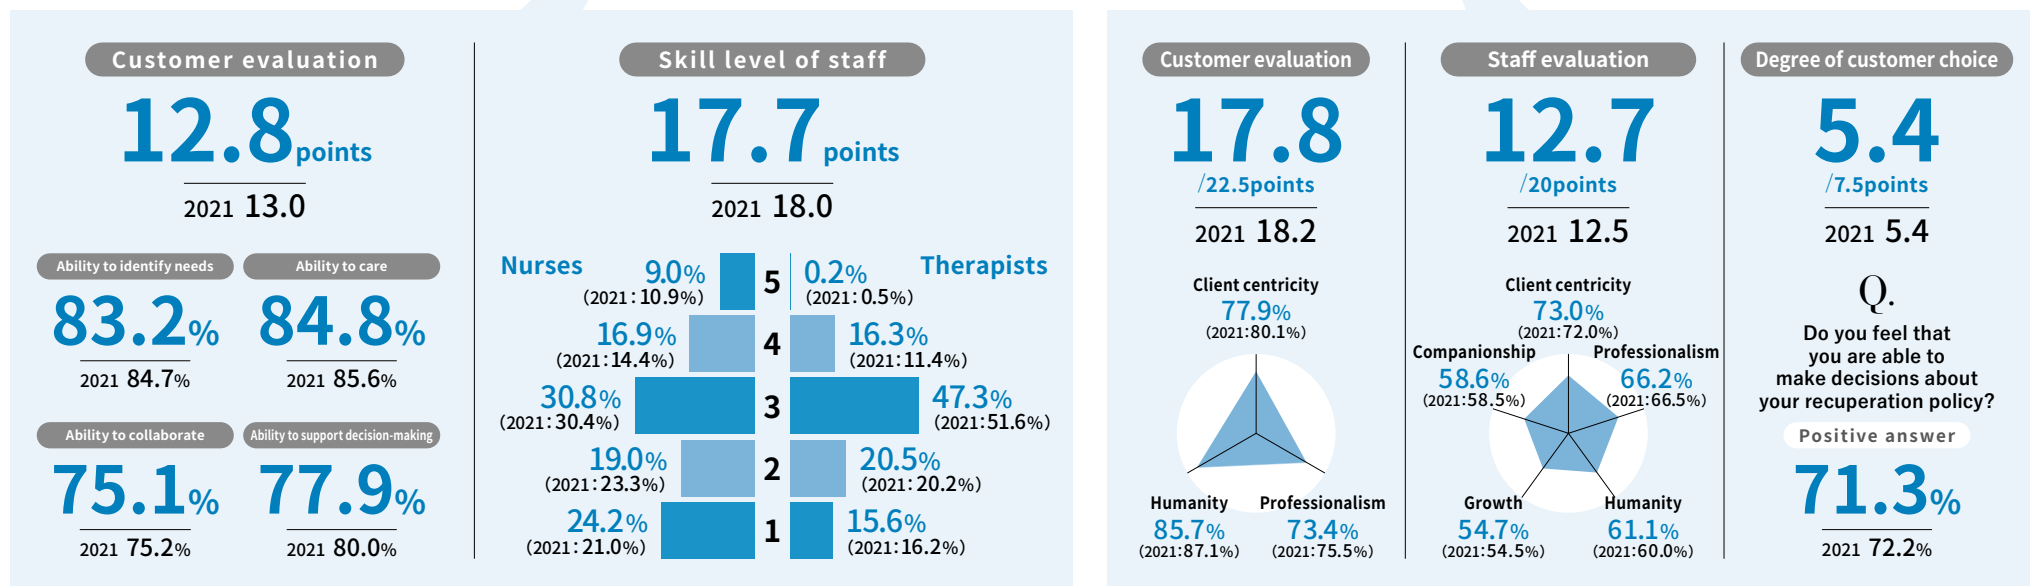 Customer evaluation
12.8points
2021 13.0
Ability to identify needs
83.2%
2021 84.7%
Ability to care
84.8%
2021 85.6%
Ability to collaborate
75.1%
2021 75.2%
Ability to support decision-making
77.9%
2021 80.0%
Skill level of staff
17.7 points
2021 18.0
Nurses
Therapists
9.0%
(2021:10.9%)
5
0.2%
(2021:0.5%)
16.9%
(2021:14.4%)
4
16.3%
(2021:11.4%)
30.8%
(2021:30.4%)
3
47.3%
(2021:51.6%)
19.0%
(2021:23.3%)
2
20.5%
(2021:20.2%)
24.2%
(2021:21.0%)
1
15.6%
(2021:16.2%)
Customer evaluation
17.8
/22.5points
2021 18.2
Client centricity
77.9%
(2021:80.1%)
Humanity
85.7%
(2021:87.1%)
Professionalism
73.4%
(2021:75.5%)
Staff evaluation
12.7
/20points
2021 12.5
Client centricity
73.0%
(2021:72.0%)
Companionship
58.6%
(2021:58.5%)
Professionalism
66.2%
(2021:66.5%)
Growth
54.7%
(2021:54.5%)
Humanity
61.1%
(2021:60.0%)
Degree of customer choice
5.4
/7.5points
2021 5.4
Q.
Do you feel that
you are able to
make decisions about
your recuperation policy?
Positive answer
71.3%
2021 72.2%